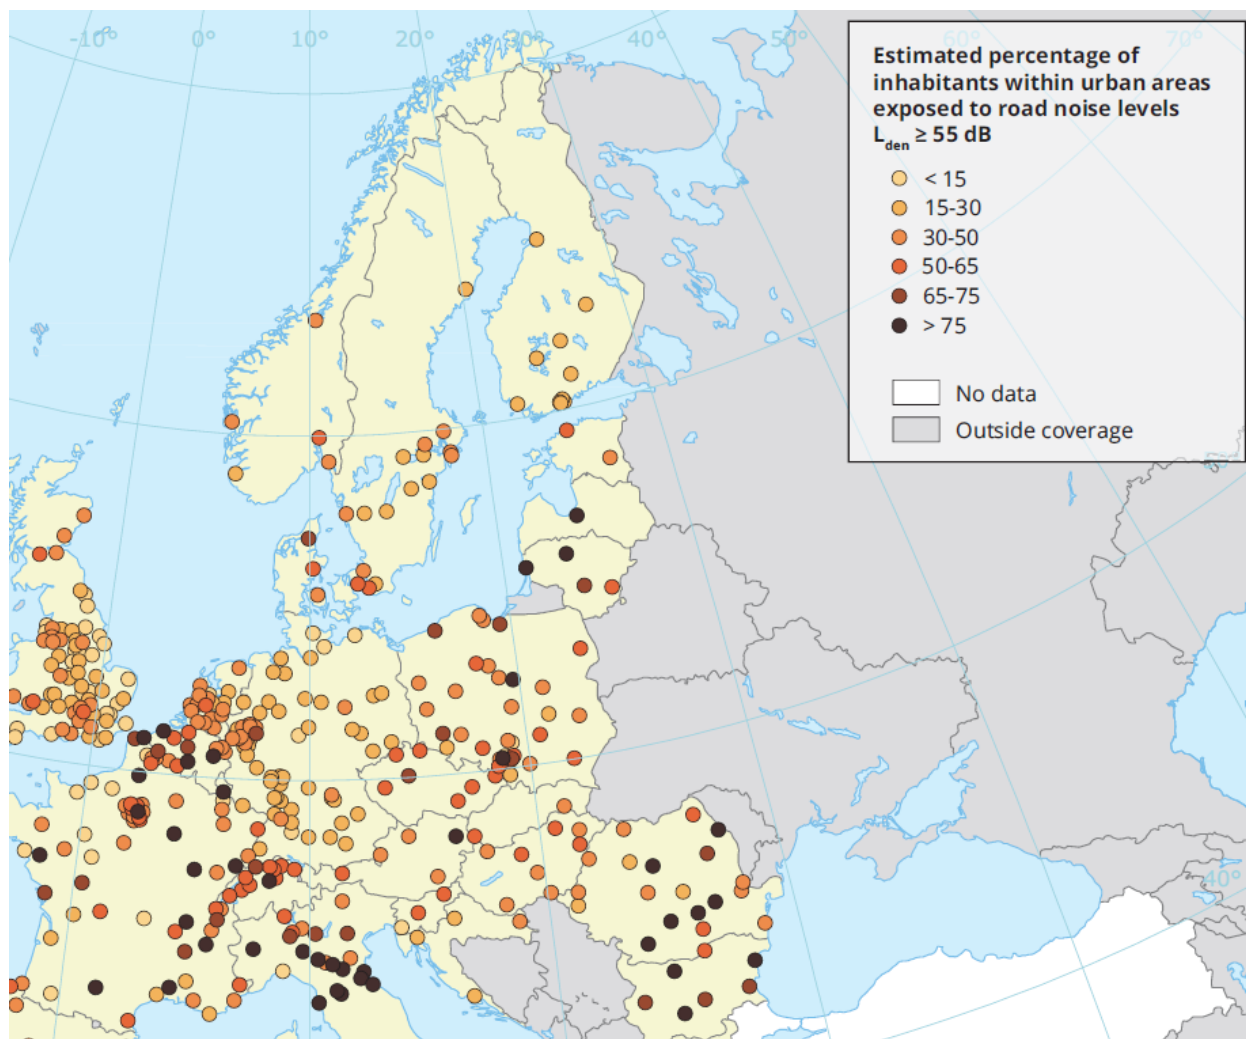 -10° 0° 10° 20° 30° 40° 50° 60° 70°
Estimated percentage of
inhabitants within urban areas
exposed to road noise levels
Lden ≥ 55 dB
< 15
15-30
30-50
50-65
65-75
> 75
No data
Outside coverage
40°